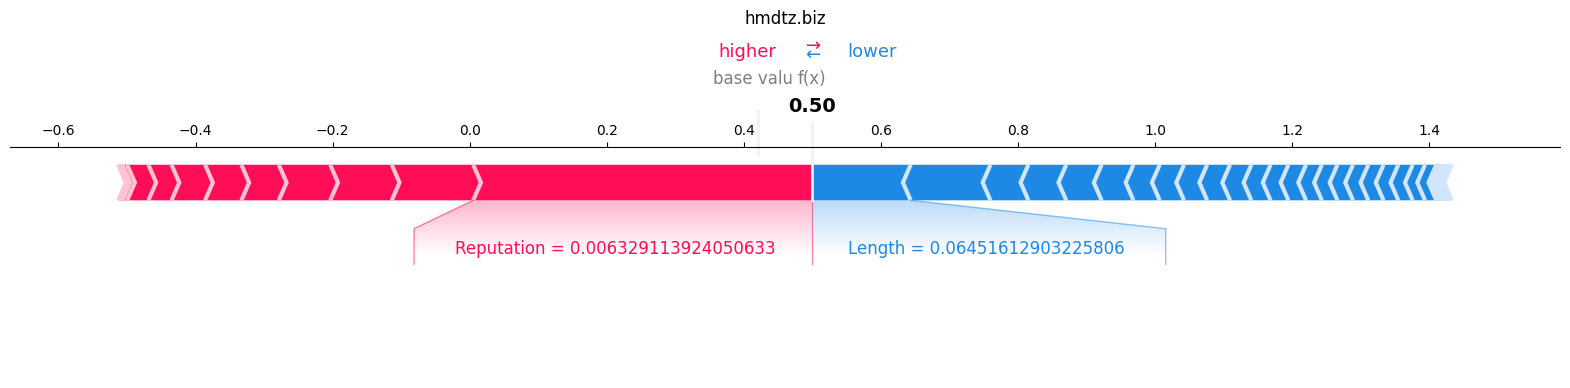 hmdtz.biz
higher ⇄ lower
base valu f(x)
0.50
−0.6 −0.4 −0.2 0.0 0.2 0.4 0.6 0.8 1.0 1.2 1.4
Reputation = 0.006329113924050633 Length = 0.06451612903225806